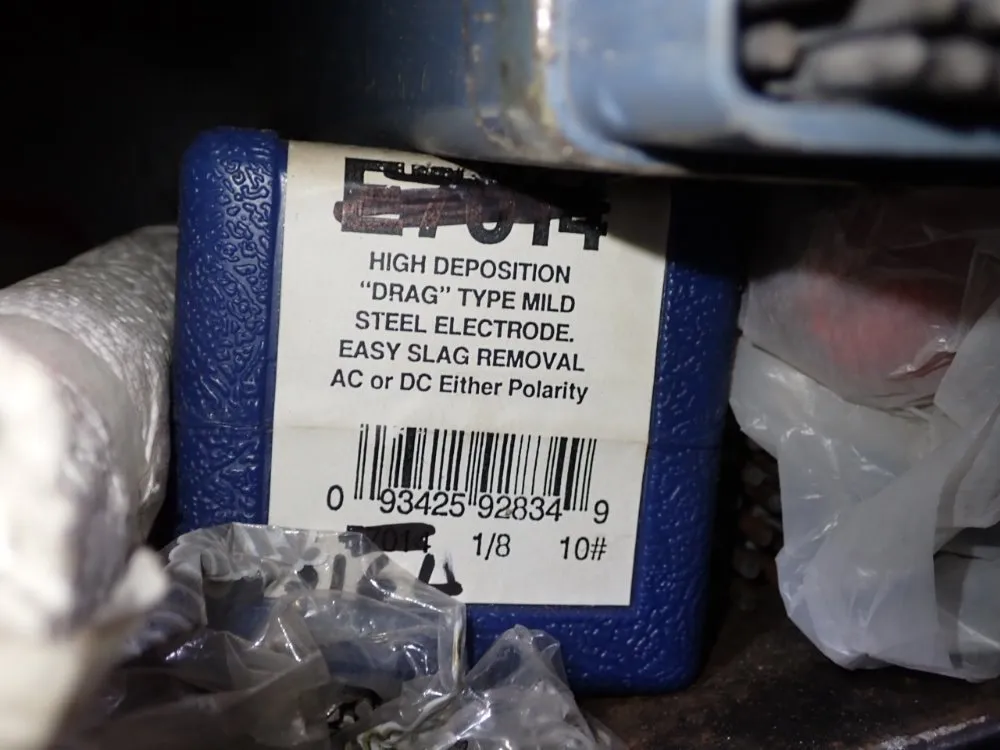 E7014
HIGH DEPOSITION
“DRAG” TYPE MILD
STEEL ELECTRODE.
EASY SLAG REMOVAL
AC or DC Either Polarity
0 93425 92834 9
7014 1/8 10#